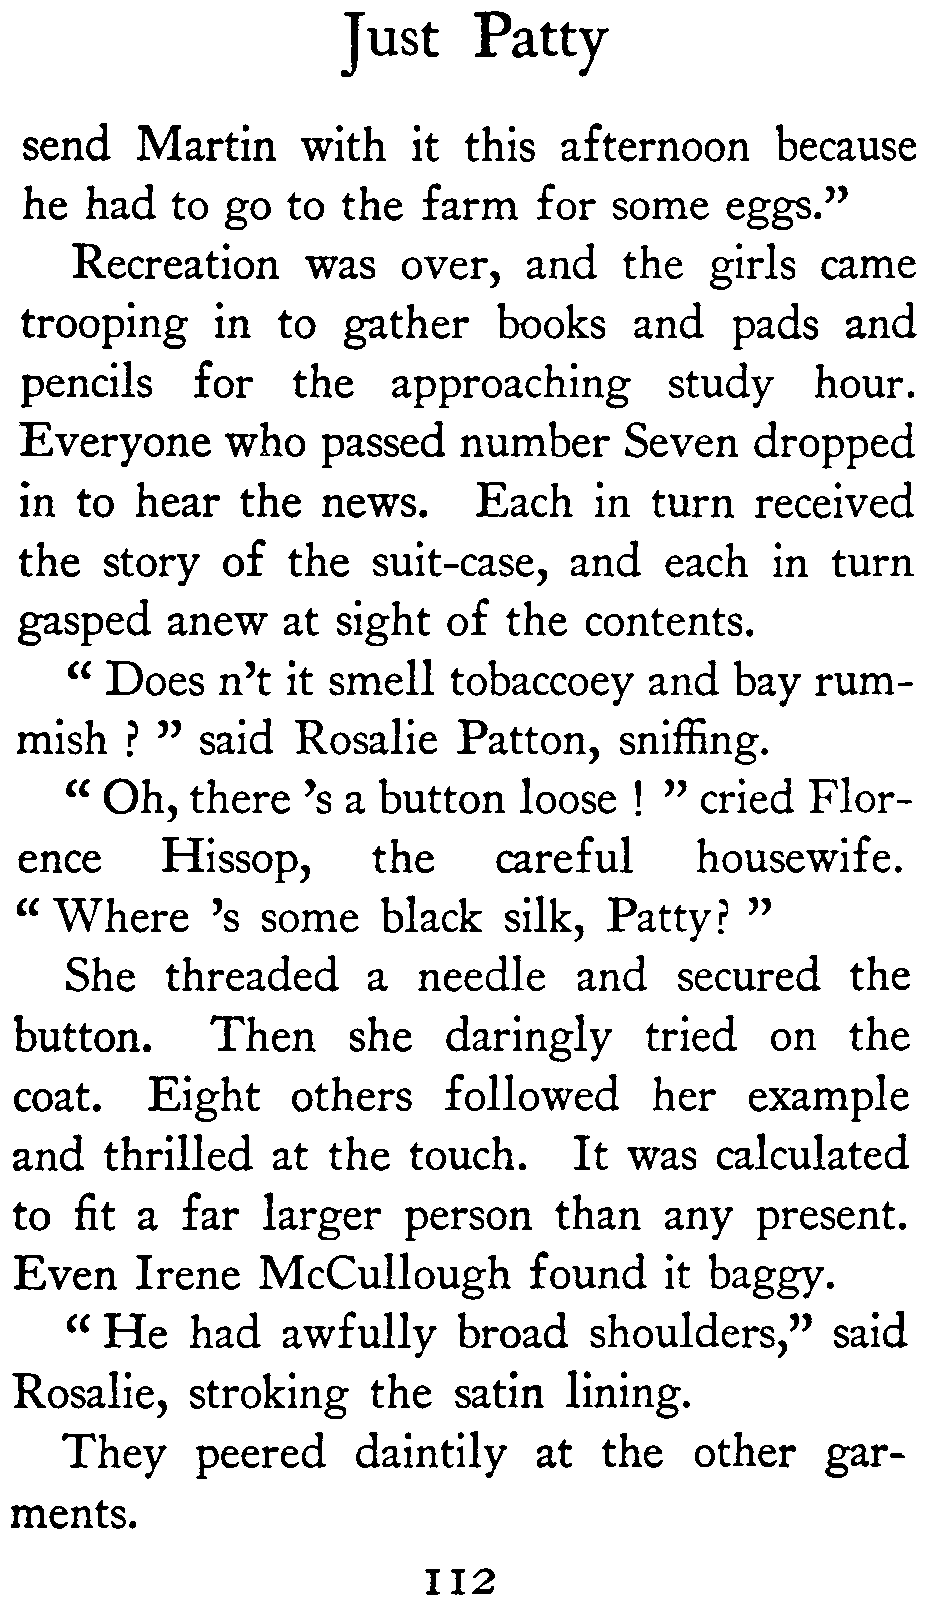 Just Patty
send Martin with it this afternoon because
he had to go to the farm for some eggs.”
Recreation was over, and the girls came
trooping in to gather books and pads and
pencils for the approaching study hour.
Everyone who passed number Seven dropped
in to hear the news. Each in turn received
the story of the suit-case, and each in turn
gasped anew at sight of the contents.
“ Does n’t it smell tobaccoey and bay rum-
mish ? ” said Rosalie Patton, sniffing.
“ Oh, there ’s a button loose ! ” cried Flor-
ence Hissop, the careful housewife.
“ Where ’s some black silk, Patty? ”
She threaded a needle and secured the
button. Then she daringly tried on the
coat. Eight others followed her example
and thrilled at the touch. It was calculated
to fit a far larger person than any present.
Even Irene McCullough found it baggy.
“ He had awfully broad shoulders,” said
Rosalie, stroking the satin lining.
They peered daintily at the other gar-
ments.
112